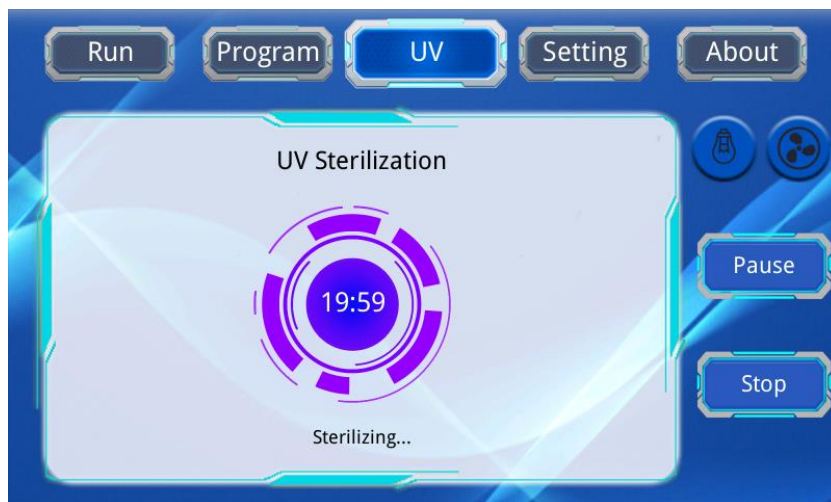 Run Program UV Setting About
UV Sterilization
19:59
Pause
Stop
Sterilizing...